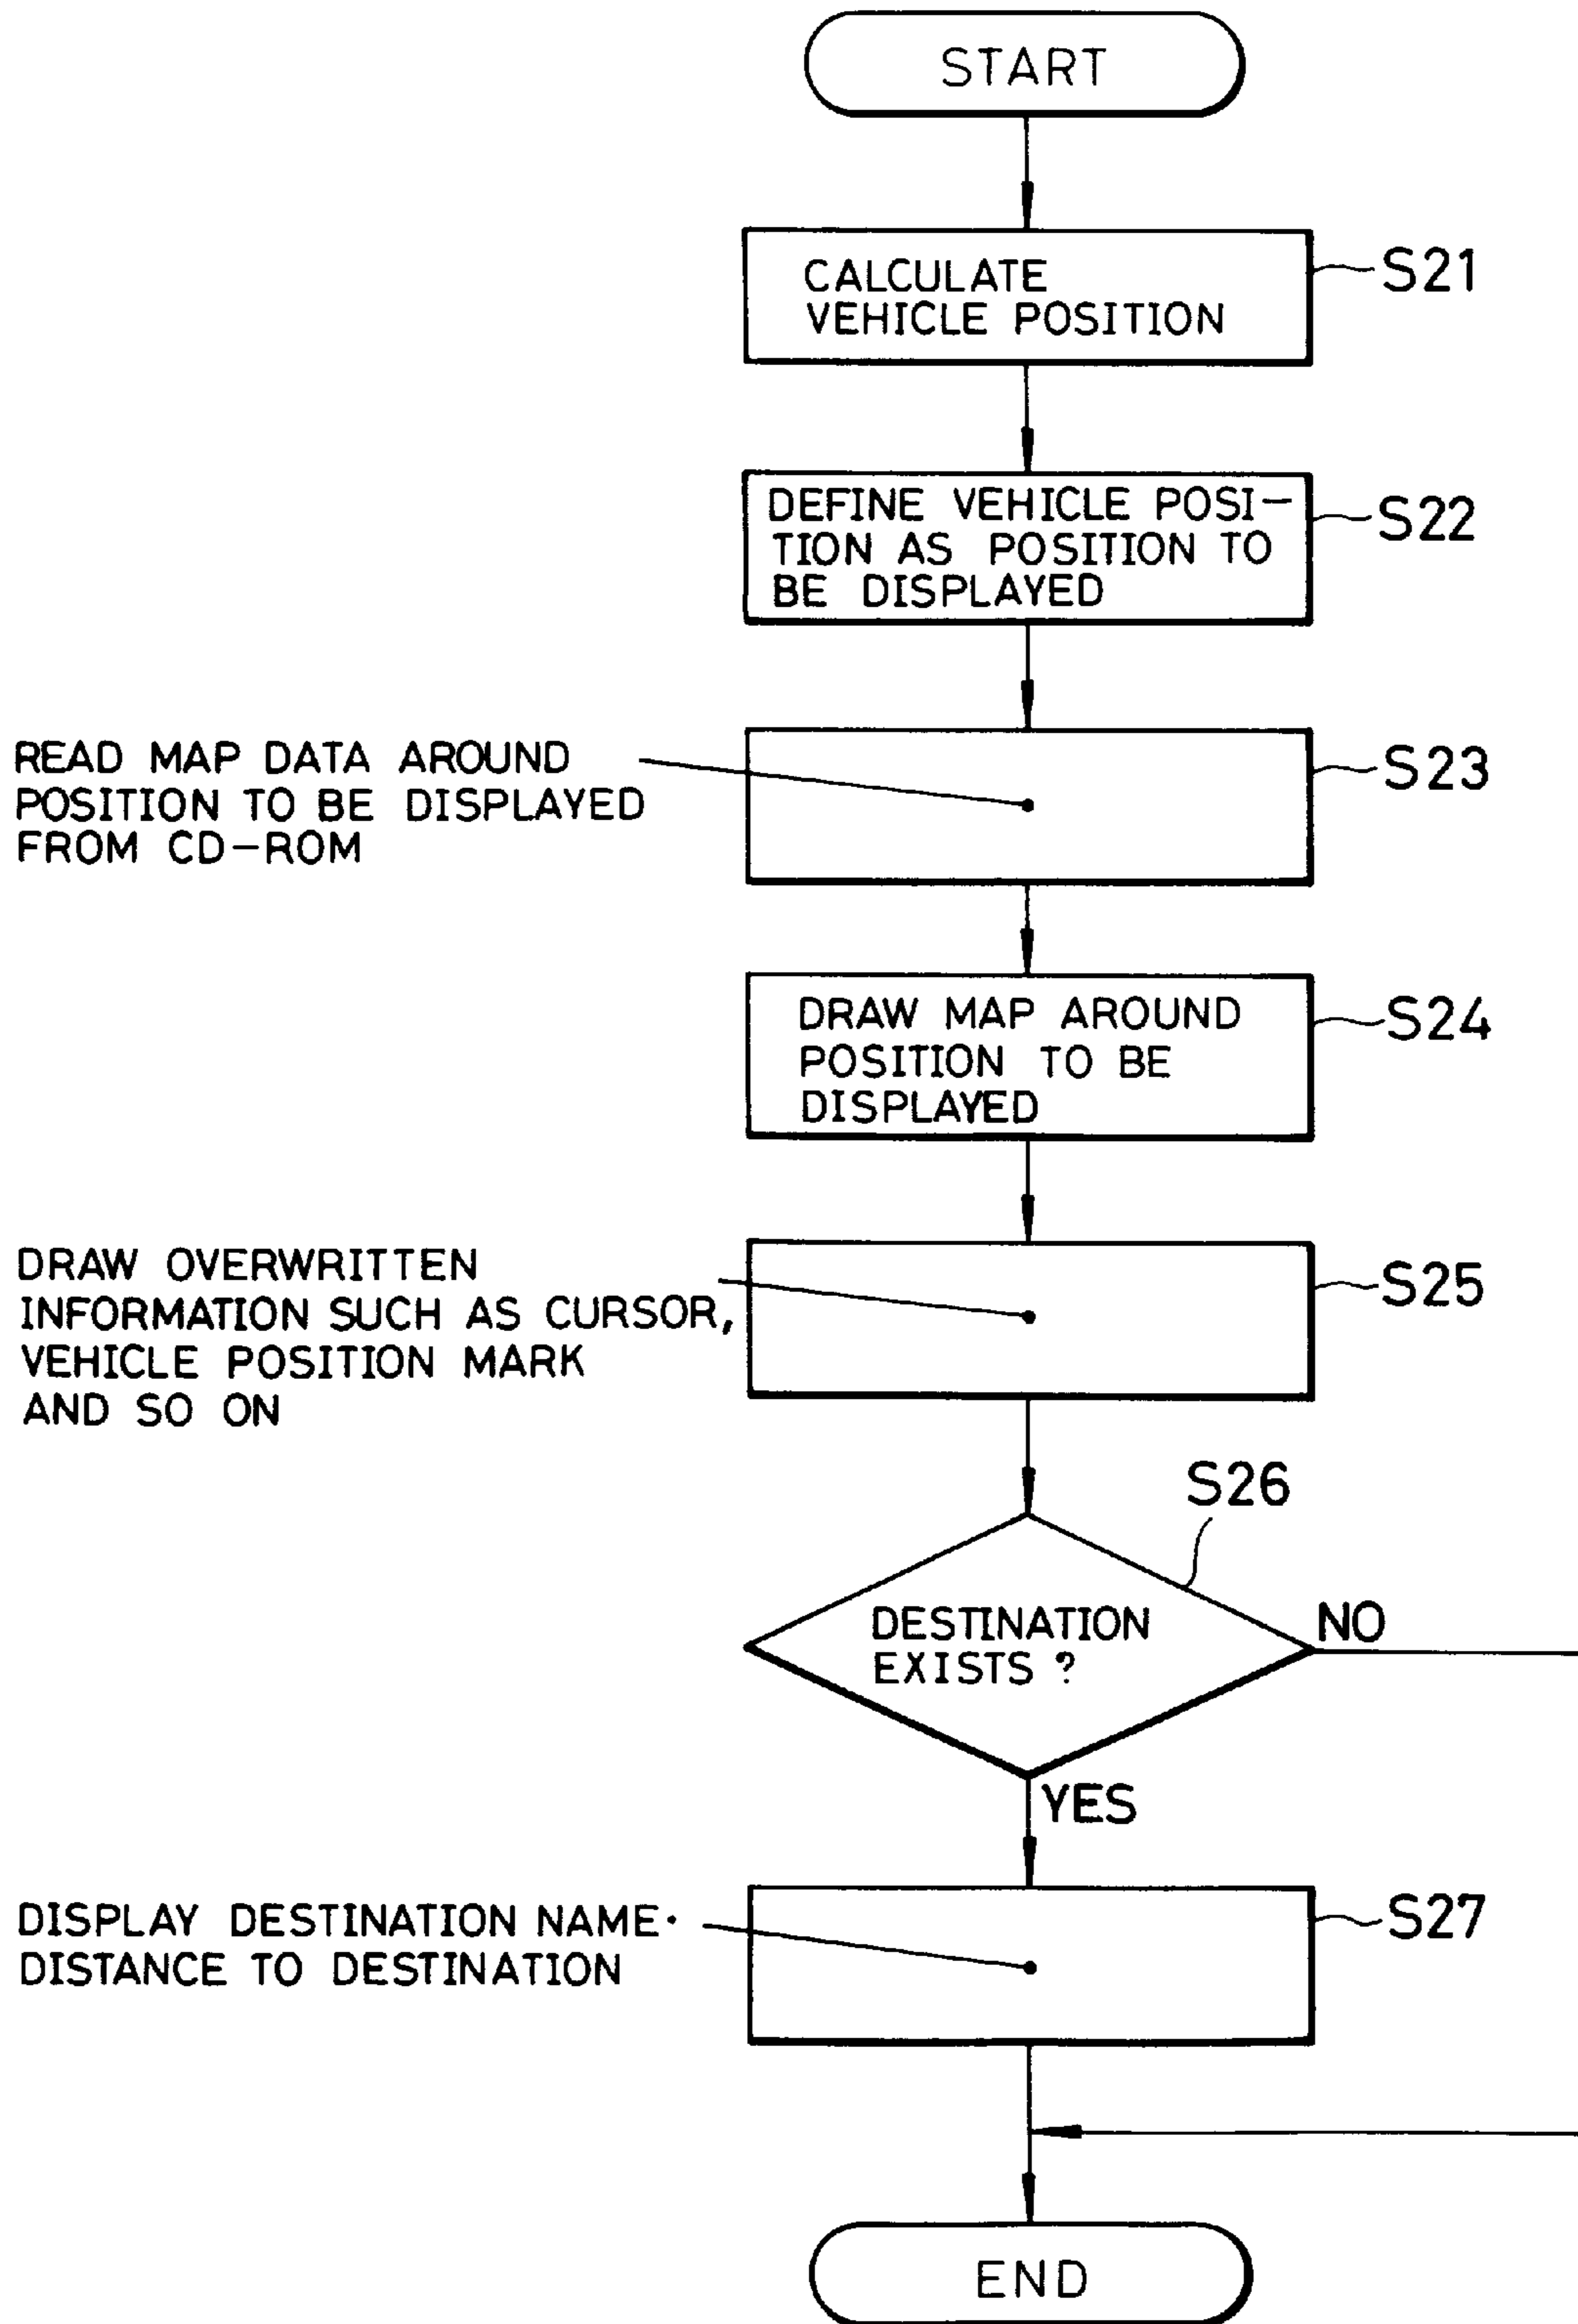 START
CALCULATE
VEHICLE POSITION
S21
DEFINE VEHICLE POSI-
TION AS POSITION TO
BE DISPLAYED
S22
READ MAP DATA AROUND
POSITION TO BE DISPLAYED
FROM CD-ROM
S23
DRAW MAP AROUND
POSITION TO BE
DISPLAYED
S24
DRAW OVERWRITTEN
INFORMATION SUCH AS CURSOR,
VEHICLE POSITION MARK
AND SO ON
S25
S26
DESTINATION
EXISTS ?
NO
YES
DISPLAY DESTINATION NAME·
DISTANCE TO DESTINATION
S27
END